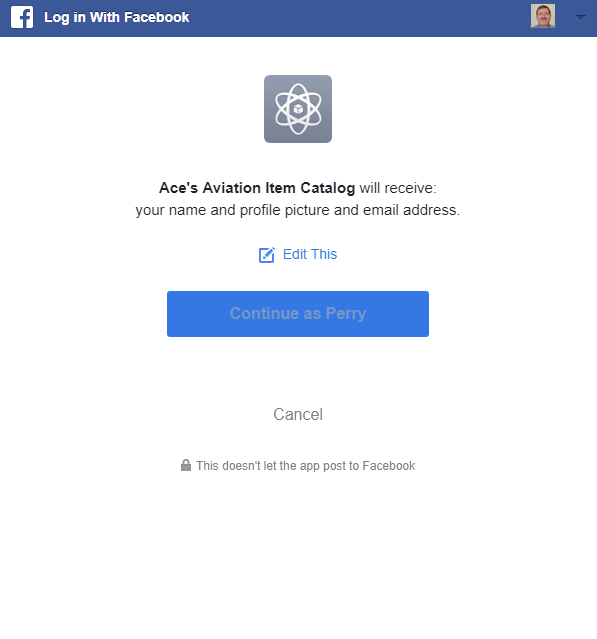 Log in With Facebook
Ace's Aviation Item Catalog will receive:
your name and profile picture and email address.
Edit This
Continue as Perry
Cancel
This doesn't let the app post to Facebook